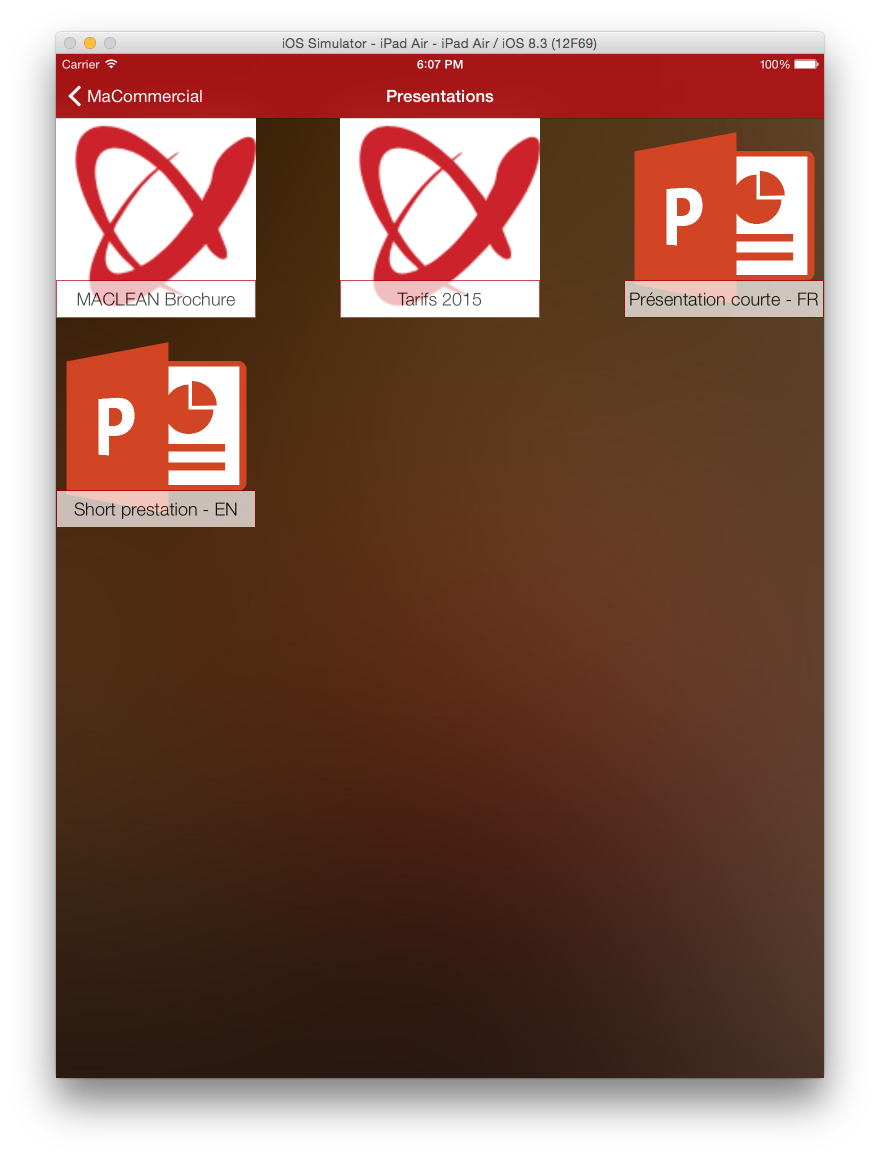 iOS Simulator - iPad Air - iPad Air / iOS 8.3 (12F69)
Carrier 6:07 PM 100%
MaCommercial Presentations
MACLEAN Brochure Tarifs 2015 P Présentation courte - FR
P
Short prestation - EN